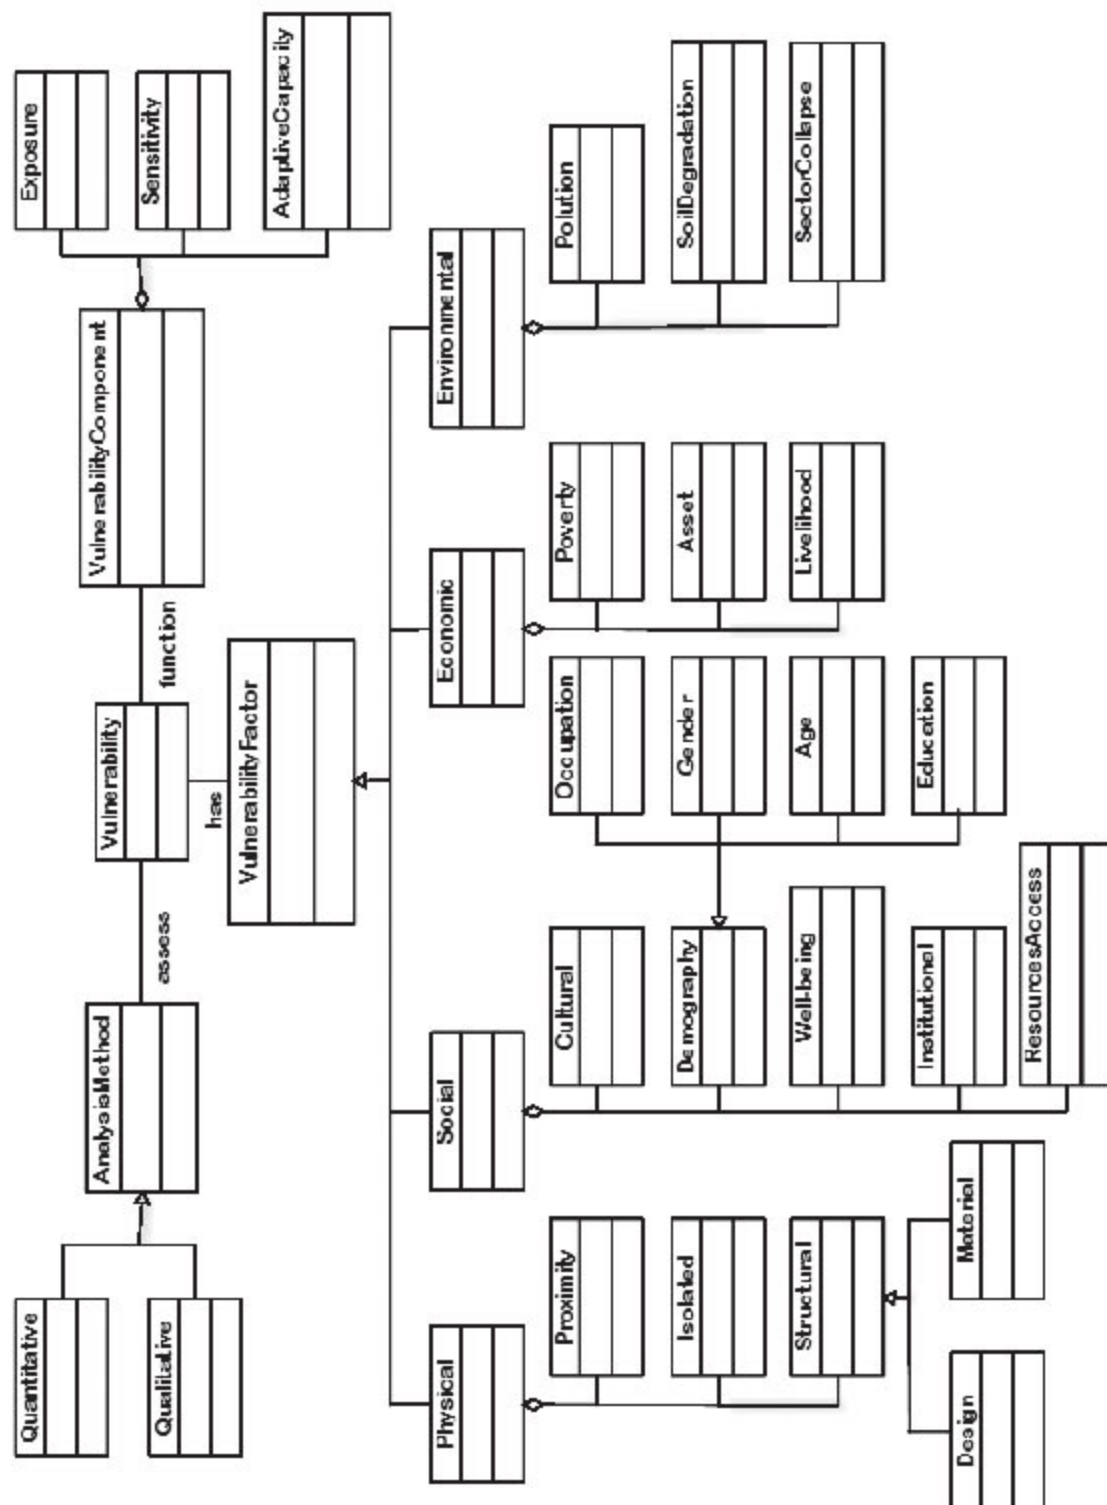 Quantitative
Qualitative
AnalysisMethod
assess
Vulnerability
function
VulnerabilityComponent
Exposure
Sensitivity
AdaptiveCapacity
has
VulnerabilityFactor
Physical
Social
Economic
Environmental
Proximity
Isolated
Structural
Design
Material
Cultural
Demography
Well-being
Institutional
ResourcesAccess
Occupation
Gender
Age
Education
Poverty
Asset
Livelihood
Polution
SoilDegradation
SectorCollapse